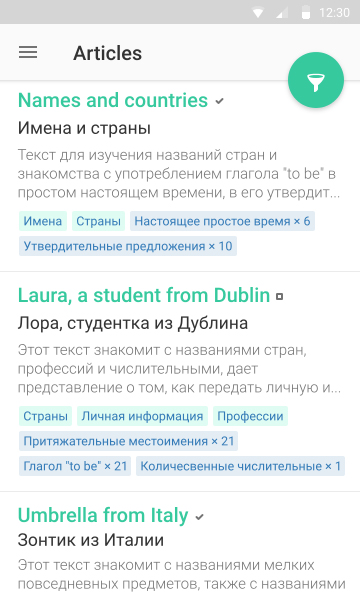 12:30
Articles
Names and countries
Имена и страны
Текст для изучения названий стран и
знакомства с употреблением глагола "to be" в
простом настоящем времени, в его утвердит...
Имена Страны Настоящее простое время × 6
Утвердительные предложения × 10
Laura, a student from Dublin
Лора, студентка из Дублина
Этот текст знакомит с названиями стран,
профессий и числительными, дает
представление о том, как передать личную и...
Страны Личная информация Профессии
Притяжательные местоимения × 21
Глагол "to be" × 21 Количесвенные числительные × 1
Umbrella from Italy
Зонтик из Италии
Этот текст знакомит с названиями мелких
повседневных предметов, также с названиями